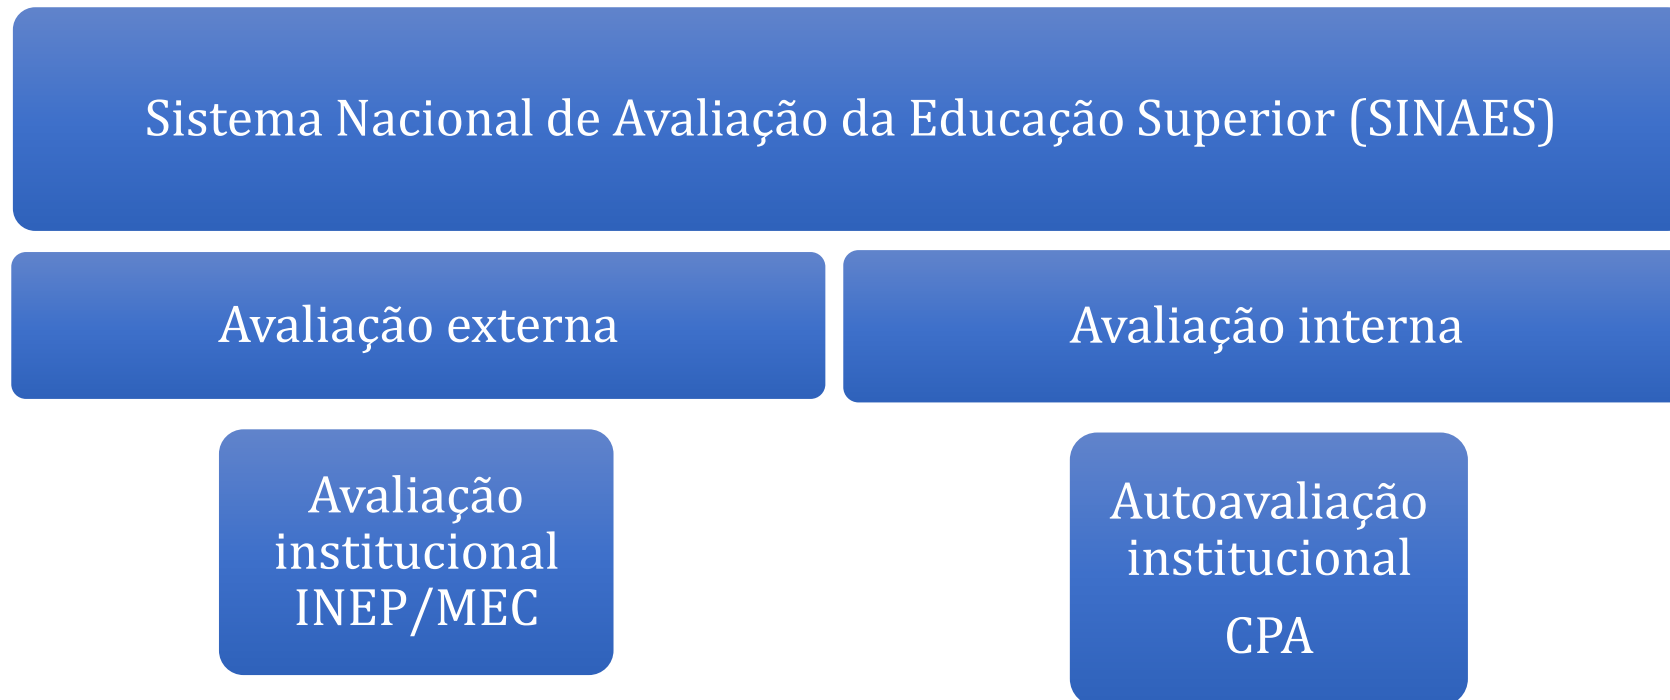 Sistema Nacional de Avaliação da Educação Superior (SINAES)
Avaliação externa
Avaliação interna
Avaliação
institucional
INEP/MEC
Autoavaliação
institucional
CPA